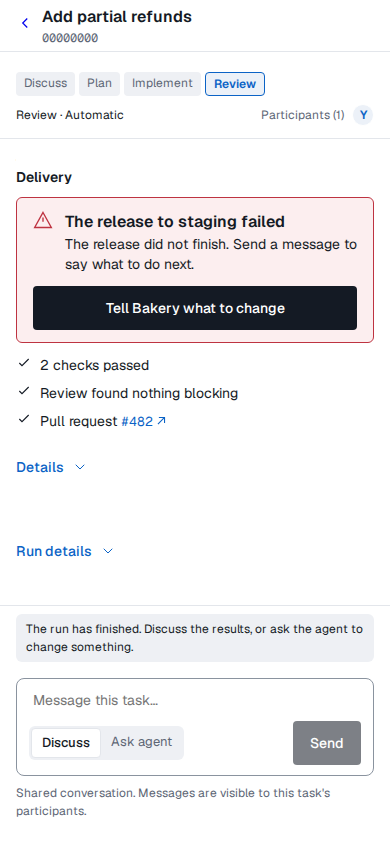 Add partial refunds
00000000
Discuss
Plan
Implement
Review
Review · Automatic
Participants (1)
Y
Delivery
The release to staging failed
The release did not finish. Send a message to
say what to do next.
Tell Bakery what to change
2 checks passed
Review found nothing blocking
Pull request #482
Details
Run details
The run has finished. Discuss the results, or ask the agent to
change something.
Message this task...
Discuss
Ask agent
Send
Shared conversation. Messages are visible to this task's
participants.